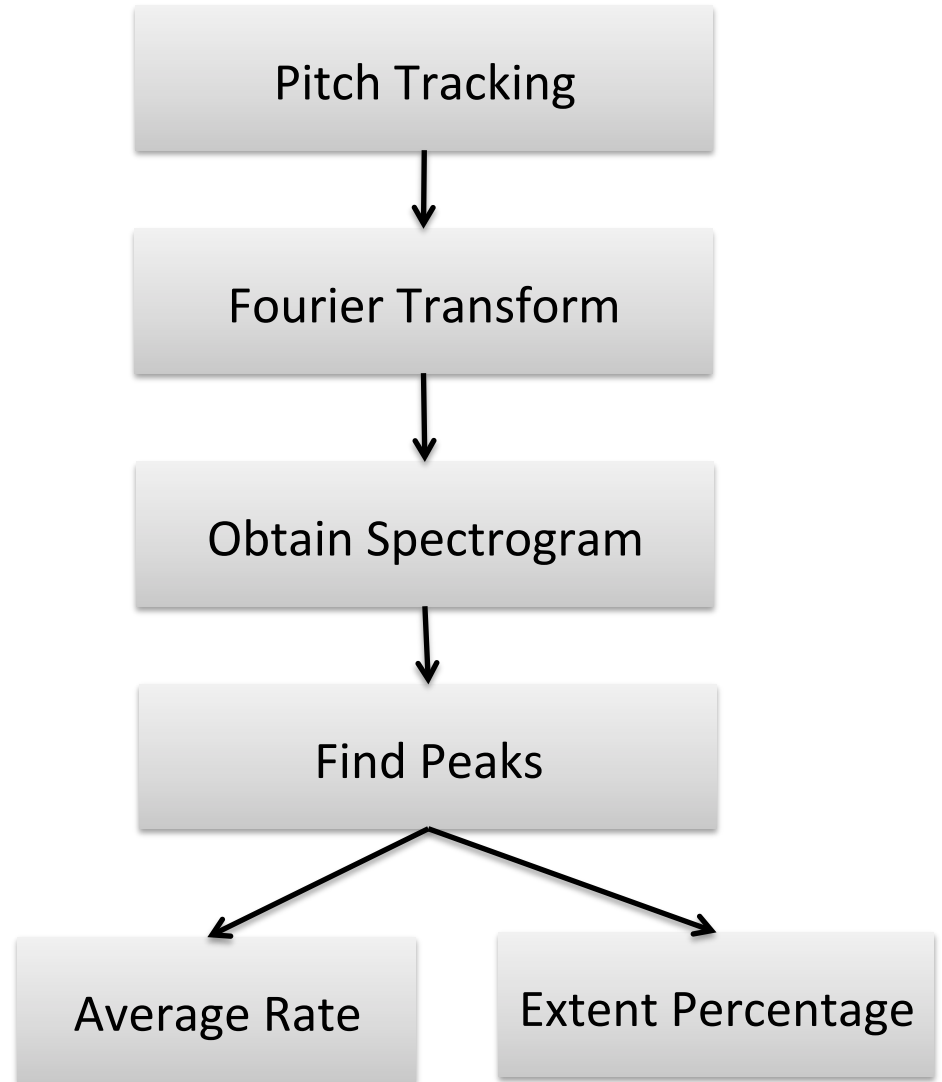 Pitch Tracking
Fourier Transform
Obtain Spectrogram
Find Peaks
Average Rate
Extent Percentage